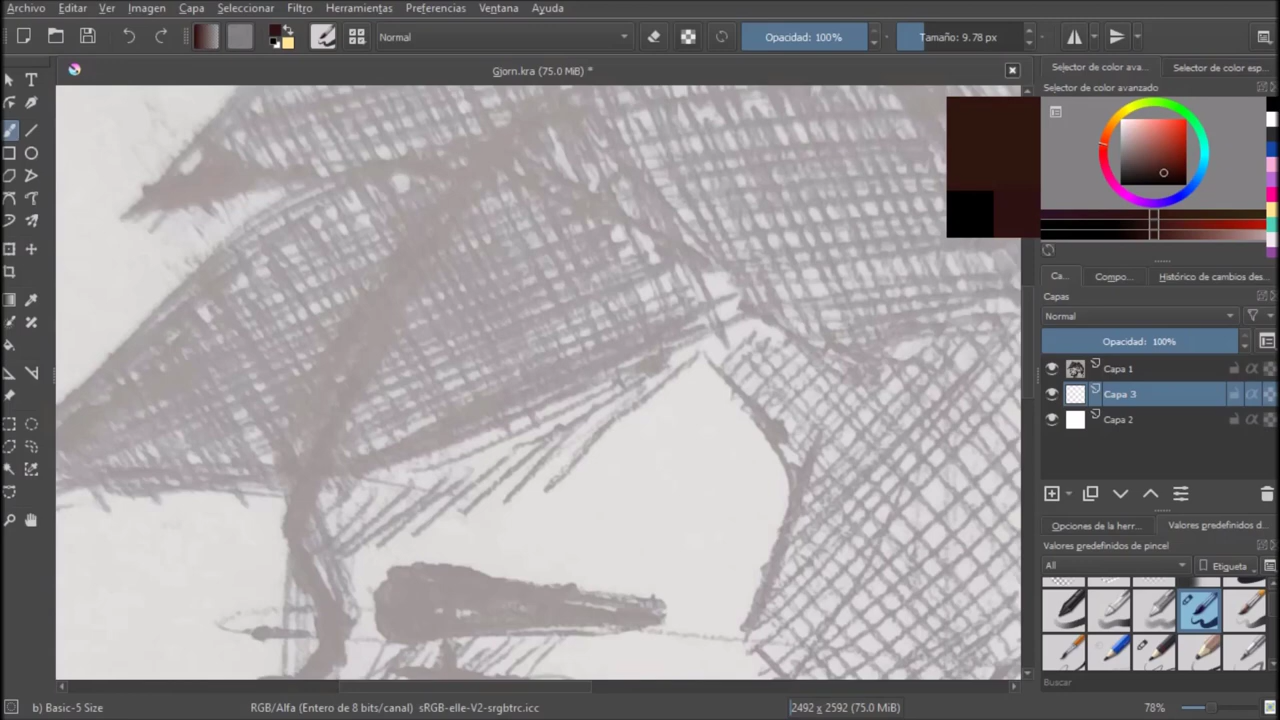 Archivo Editar Ver Imagen Capa Seleccionar Filtro Herramientas Preferencias Ventana Ayuda
Normal Opacidad: 100% Tamaño: 9.78 px
Gjorn.kra (75.0 MiB) *
Selector de color ava... Selector de color esp...
Selector de color avanzado
Ca... Compo... Histórico de cambios des...
Capas
Normal
Opacidad: 100%
Capa 1
Capa 3
Capa 2
Opciones de la herr... Valores predefinidos d...
Valores predefinidos de pincel
All Etiqueta
Buscar
b) Basic-5 Size RGB/Alfa (Entero de 8 bits/canal) sRGB-elle-V2-srgbtrc.icc 2492 x 2592 (75.0 MiB) 78%